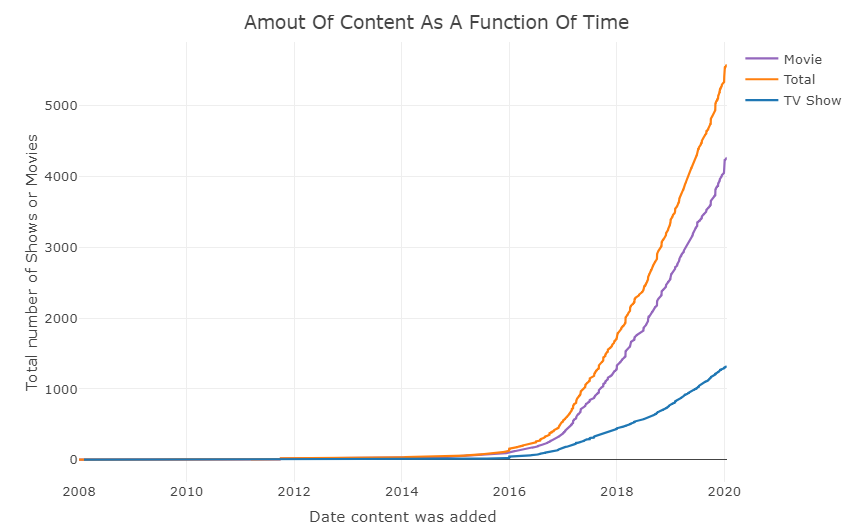 Amout Of Content As A Function Of Time
Movie
Total
TV Show
Total number of Shows or Movies
5000
4000
3000
2000
1000
0
2008
2010
2012
2014
2016
2018
2020
Date content was added